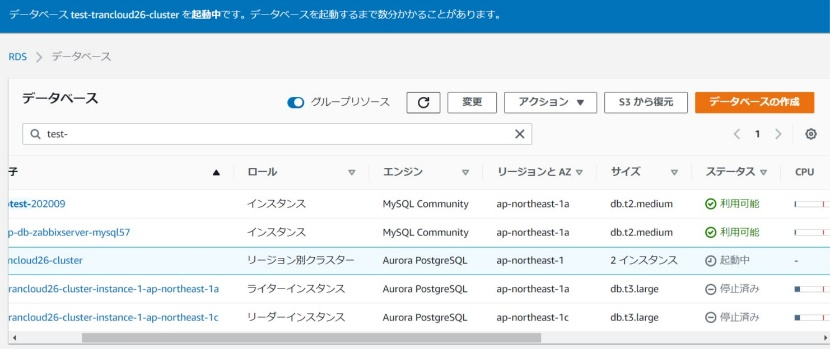 データベース test-trancloud26-cluster を起動中です。データベースを起動するまで数分かかることがあります。
RDS > データベース
データベース グループリソース 変更 アクション ▼ S3 から復元 データベースの作成
test- 1
子 ロール エンジン リージョンと AZ サイズ ステータス CPU
test-202009 インスタンス MySQL Community ap-northeast-1a db.t2.medium 利用可能
p-db-zabbixserver-mysql57 インスタンス MySQL Community ap-northeast-1a db.t2.medium 利用可能
ncloud26-cluster リージョン別クラスター Aurora PostgreSQL ap-northeast-1 2 インスタンス 起動中 -
rancloud26-cluster-instance-1-ap-northeast-1a ライターインスタンス Aurora PostgreSQL ap-northeast-1a db.t3.large 停止済み
rancloud26-cluster-instance-1-ap-northeast-1c リーダーインスタンス Aurora PostgreSQL ap-northeast-1c db.t3.large 停止済み